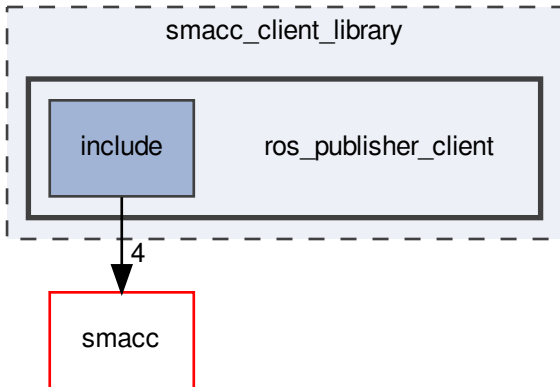 smacc_client_library
include
ros_publisher_client
4
smacc